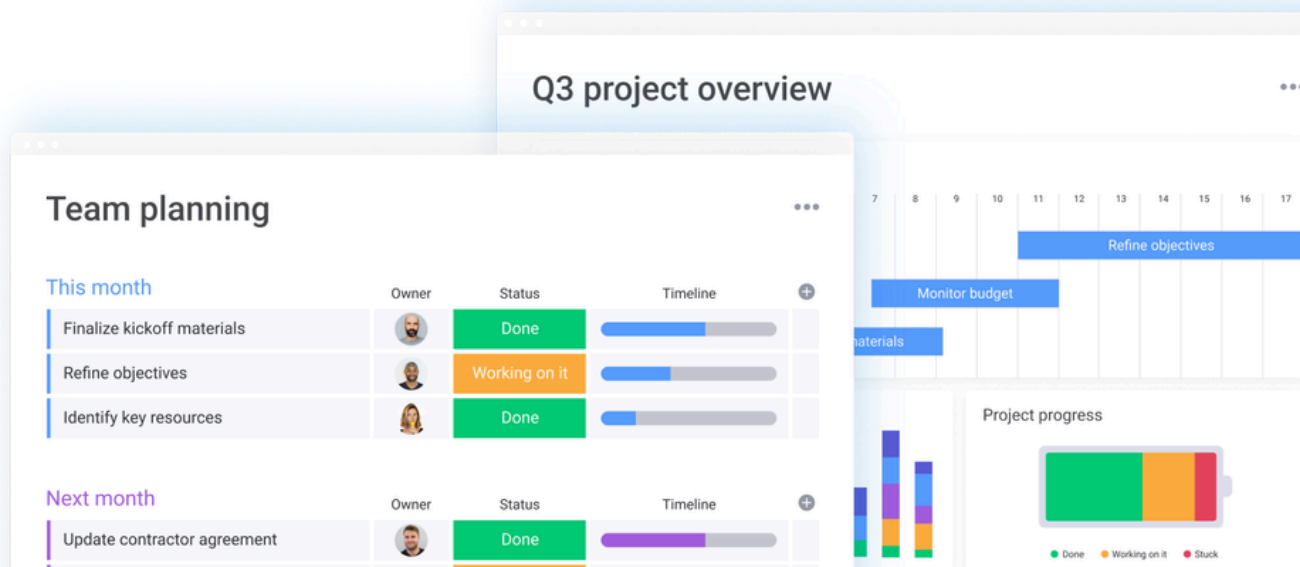 Q3 project overview
Team planning
7 8 9 10 11 12 13 14 15 16 17
Refine objectives
Monitor budget
materials
This month
Owner Status Timeline
Finalize kickoff materials Done
Refine objectives Working on it
Identify key resources Done
Project progress
Done Working on it Stuck
Next month
Owner Status Timeline
Update contractor agreement Done